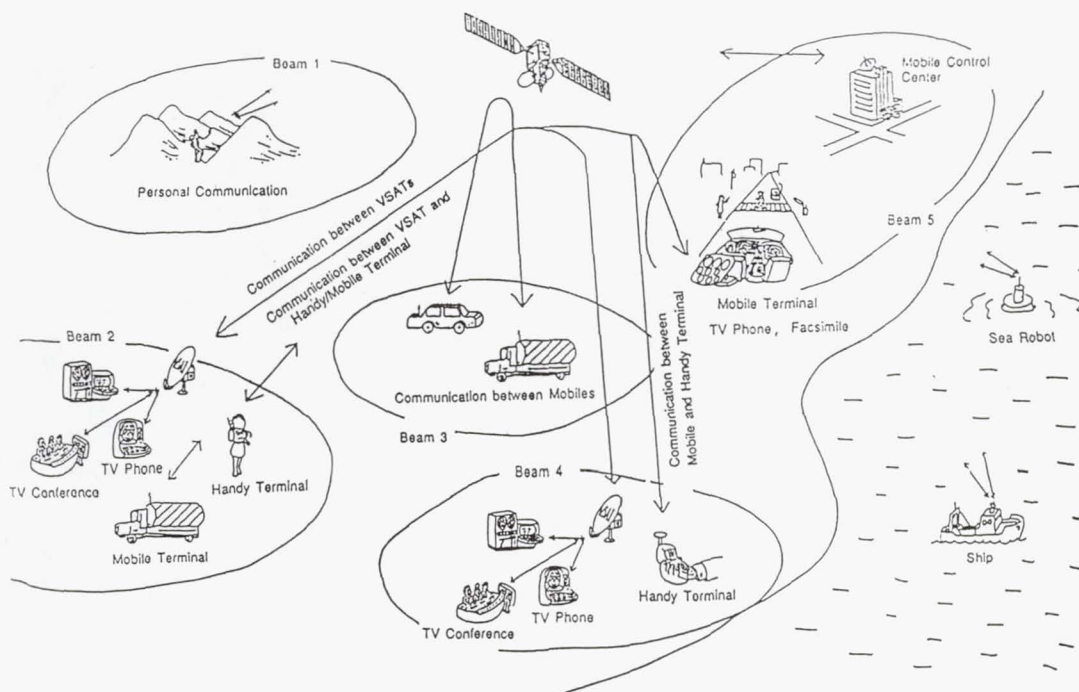 Beam 1
Personal Communication
Mobile Control
Center
Beam 5
Mobile Terminal
TV Phone, Facsimile
Sea Robot
Ship
Communication between VSATs
Communication between VSAT and
Handy/Mobile Terminal
Communication between Mobiles
Beam 3
Communication between
Mobile and Handy Terminal
Beam 2
TV Phone
TV Conference
Handy Terminal
Mobile Terminal
Beam 4
Handy Terminal
TV Phone
TV Conference